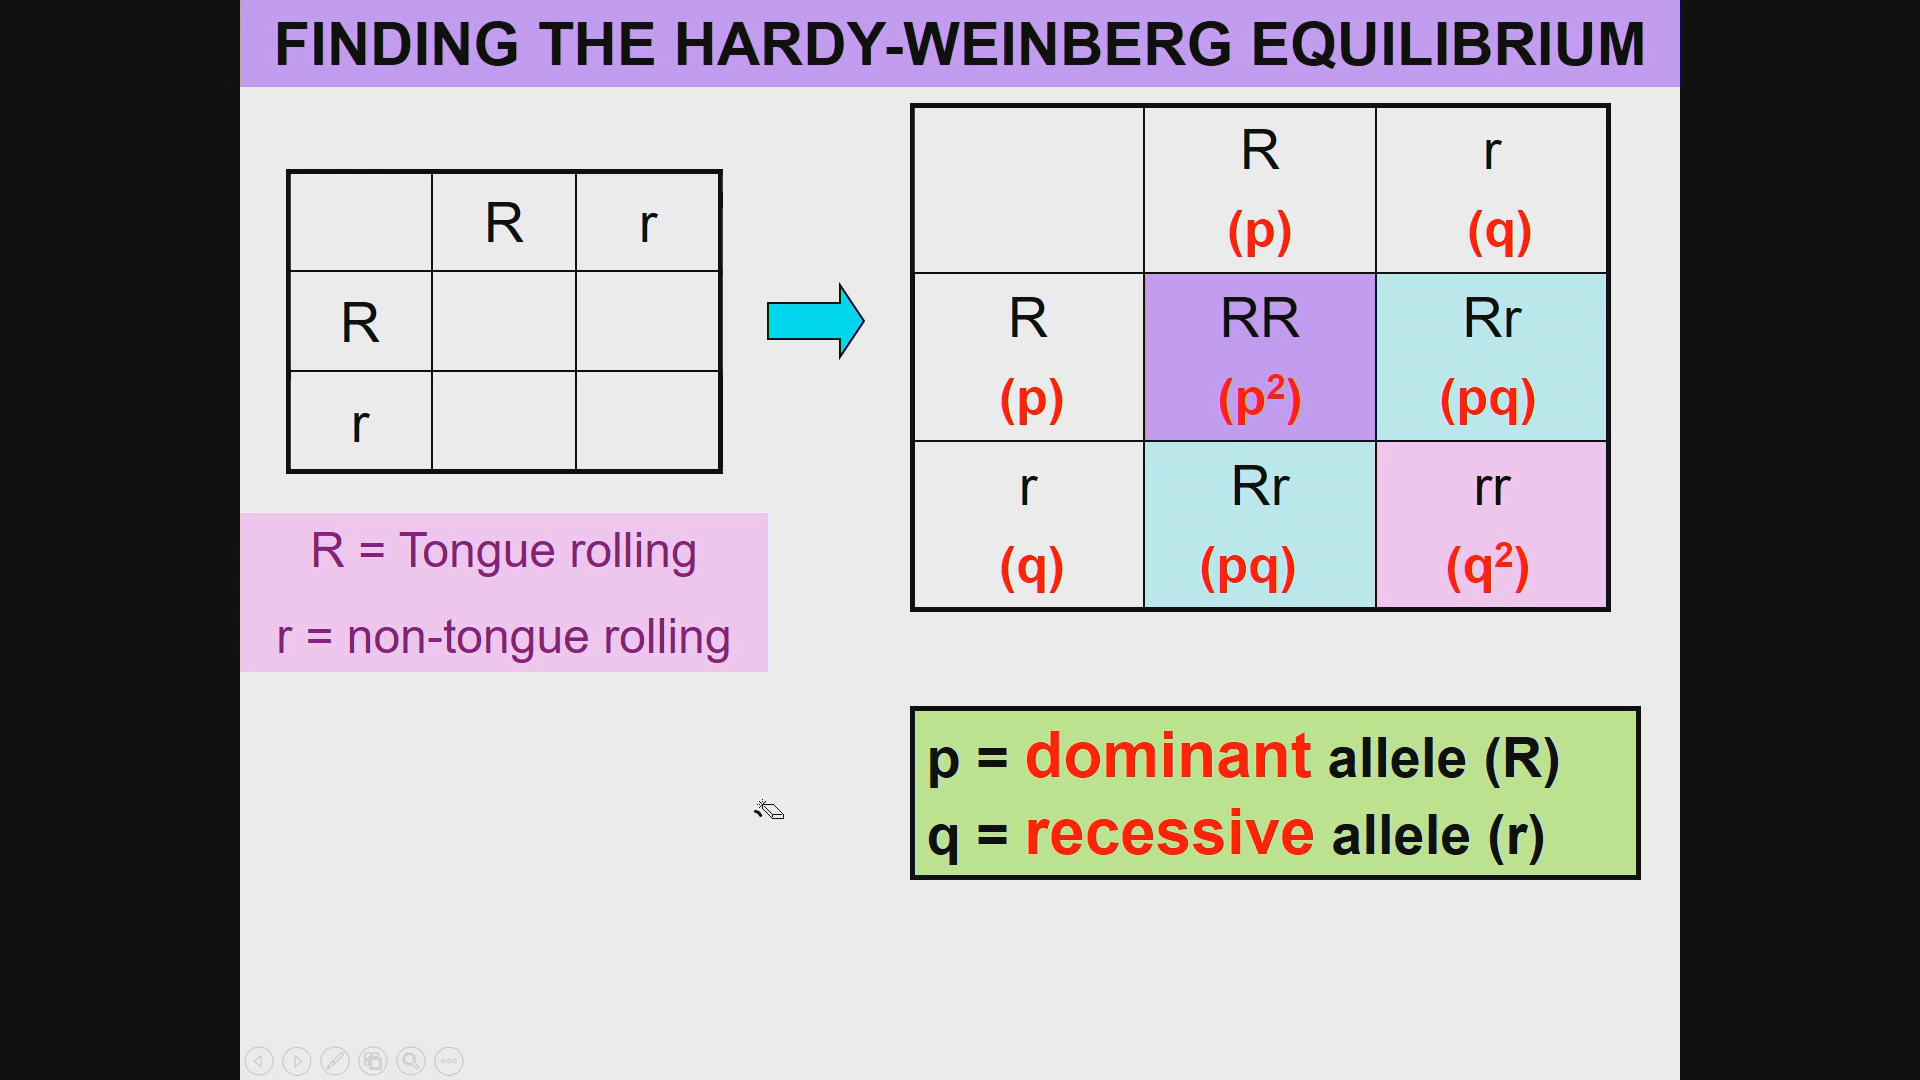 FINDING THE HARDY-WEINBERG EQUILIBRIUM
R r
R
r
R = Tongue rolling
r = non-tongue rolling
R r
(p) (q)
R RR Rr
(p) (p²) (pq)
r Rr rr
(q) (pq) (q²)
p = dominant allele (R)
q = recessive allele (r)